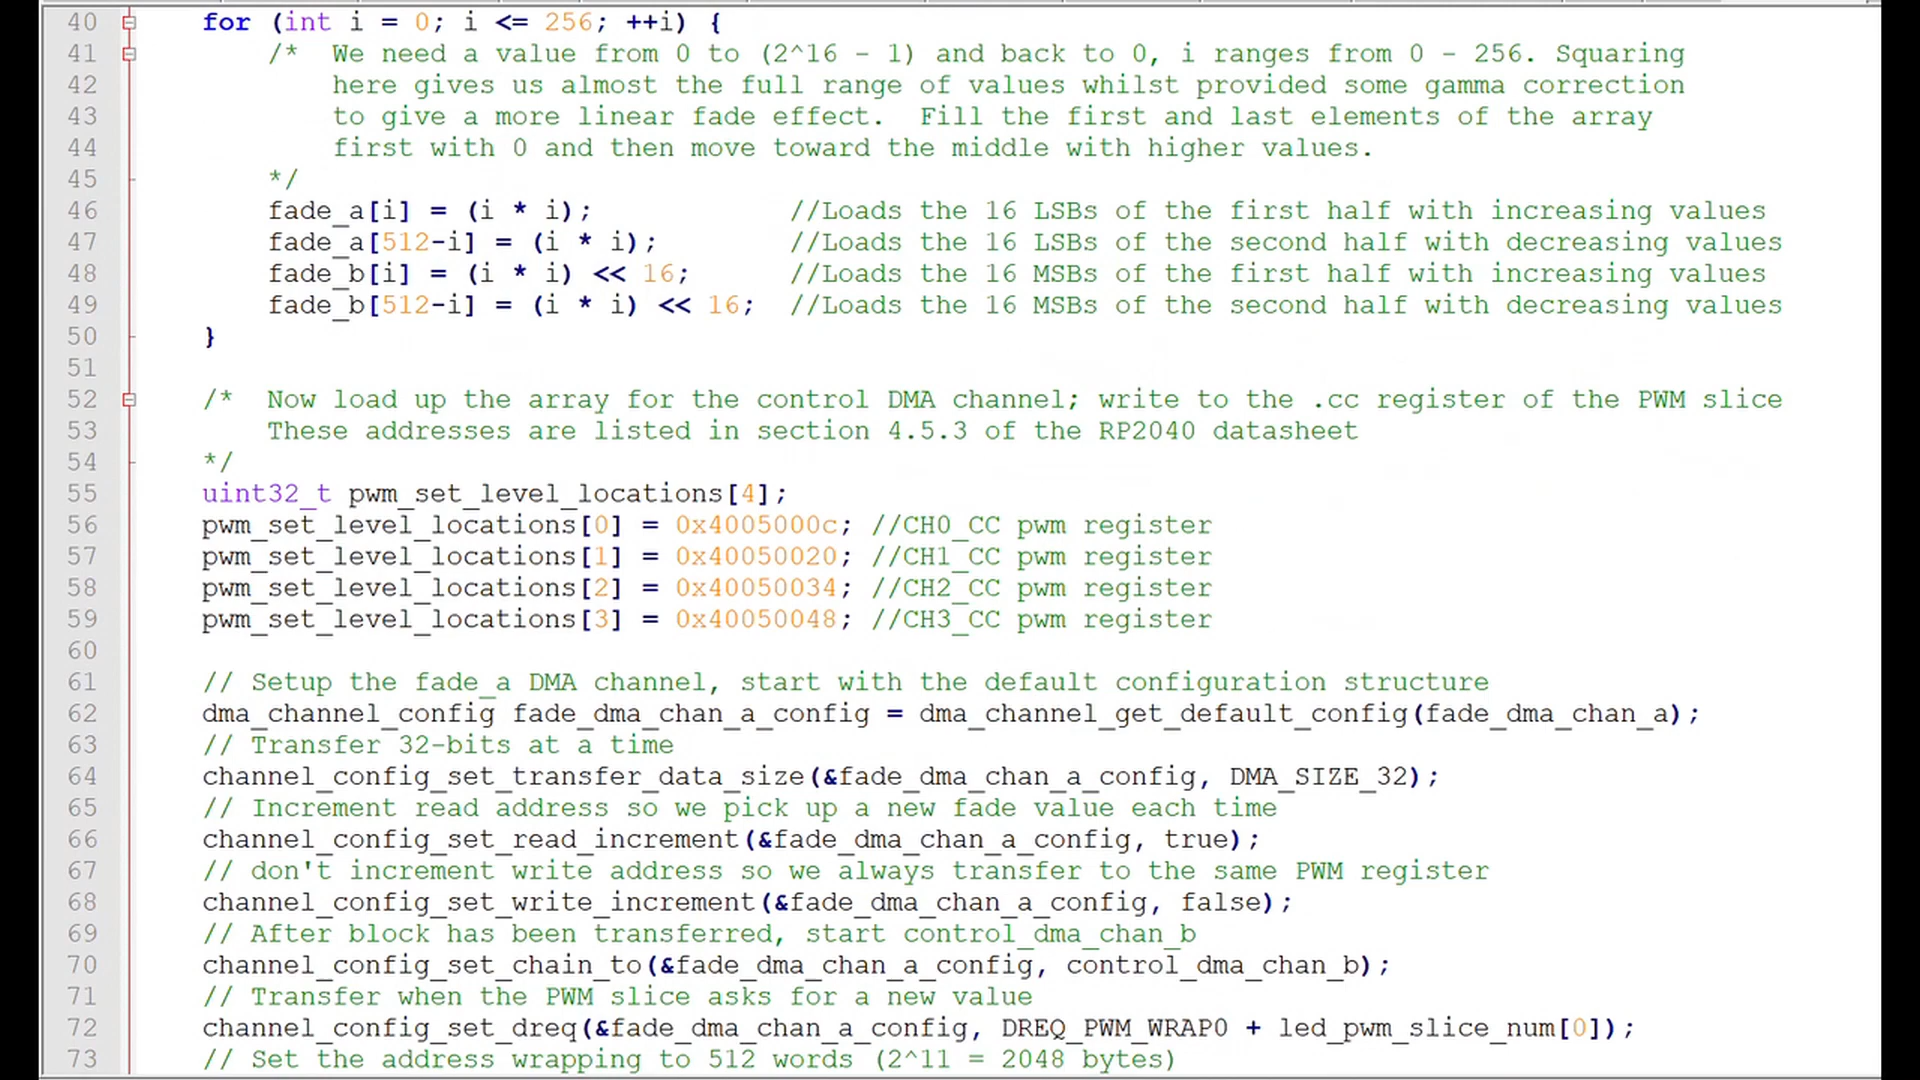 40 for (int i = 0; i <= 256; ++i) {
41 /* We need a value from 0 to (2^16 - 1) and back to 0, i ranges from 0 - 256. Squaring
42 here gives us almost the full range of values whilst provided some gamma correction
43 to give a more linear fade effect. Fill the first and last elements of the array
44 first with 0 and then move toward the middle with higher values.
45 */
46 fade_a[i] = (i * i); //Loads the 16 LSBs of the first half with increasing values
47 fade_a[512-i] = (i * i); //Loads the 16 LSBs of the second half with decreasing values
48 fade_b[i] = (i * i) << 16; //Loads the 16 MSBs of the first half with increasing values
49 fade_b[512-i] = (i * i) << 16; //Loads the 16 MSBs of the second half with decreasing values
50 }
51
52 /* Now load up the array for the control DMA channel; write to the .cc register of the PWM slice
53 These addresses are listed in section 4.5.3 of the RP2040 datasheet
54 */
55 uint32_t pwm_set_level_locations[4];
56 pwm_set_level_locations[0] = 0x4005000c; //CH0_CC pwm register
57 pwm_set_level_locations[1] = 0x40050020; //CH1_CC pwm register
58 pwm_set_level_locations[2] = 0x40050034; //CH2_CC pwm register
59 pwm_set_level_locations[3] = 0x40050048; //CH3_CC pwm register
60
61 // Setup the fade_a DMA channel, start with the default configuration structure
62 dma_channel_config fade_dma_chan_a_config = dma_channel_get_default_config(fade_dma_chan_a);
63 // Transfer 32-bits at a time
64 channel_config_set_transfer_data_size(&fade_dma_chan_a_config, DMA_SIZE_32);
65 // Increment read address so we pick up a new fade value each time
66 channel_config_set_read_increment(&fade_dma_chan_a_config, true);
67 // don't increment write address so we always transfer to the same PWM register
68 channel_config_set_write_increment(&fade_dma_chan_a_config, false);
69 // After block has been transferred, start control_dma_chan_b
70 channel_config_set_chain_to(&fade_dma_chan_a_config, control_dma_chan_b);
71 // Transfer when the PWM slice asks for a new value
72 channel_config_set_dreq(&fade_dma_chan_a_config, DREQ_PWM_WRAP0 + led_pwm_slice_num[0]);
73 // Set the address wrapping to 512 words (2^11 = 2048 bytes)